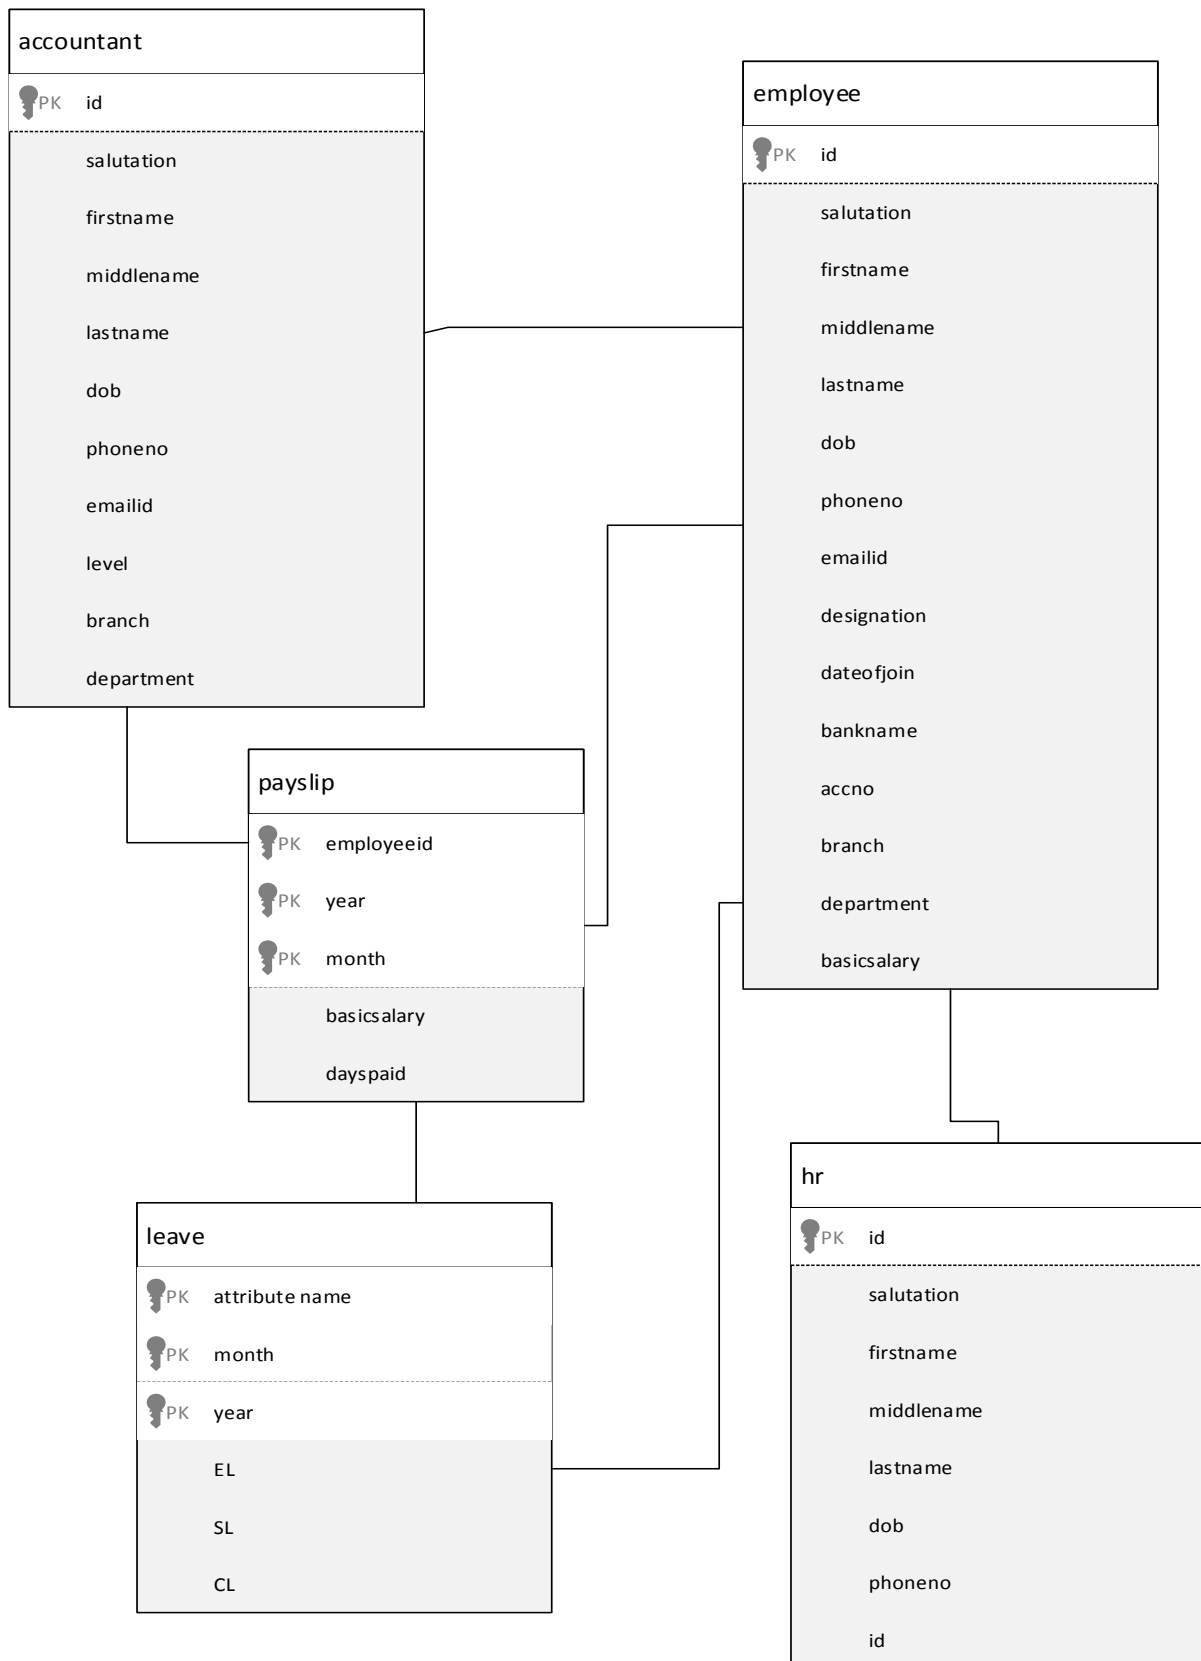 accountant
PK id
salutation
firstname
middlename
lastname
dob
phoneno
emailid
level
branch
department
employee
PK id
salutation
firstname
middlename
lastname
dob
phoneno
emailid
designation
dateofjoin
bankname
accno
branch
department
basicsalary
payslip
PK employeeid
PK year
PK month
basicsalary
dayspaid
leave
PK attribute name
PK month
PK year
EL
SL
CL
hr
PK id
salutation
firstname
middlename
lastname
dob
phoneno
id